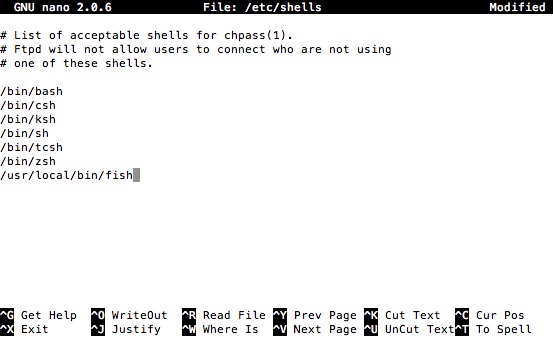 GNU nano 2.0.6 File: /etc/shells Modified
# List of acceptable shells for chpass(1).
# Ftpd will not allow users to connect who are not using
# one of these shells.
/bin/bash
/bin/csh
/bin/ksh
/bin/sh
/bin/tcsh
/bin/zsh
/usr/local/bin/fish
^G Get Help ^O WriteOut ^R Read File ^Y Prev Page ^K Cut Text ^C Cur Pos
^X Exit ^J Justify ^W Where Is ^V Next Page ^U UnCut Text ^T To Spell